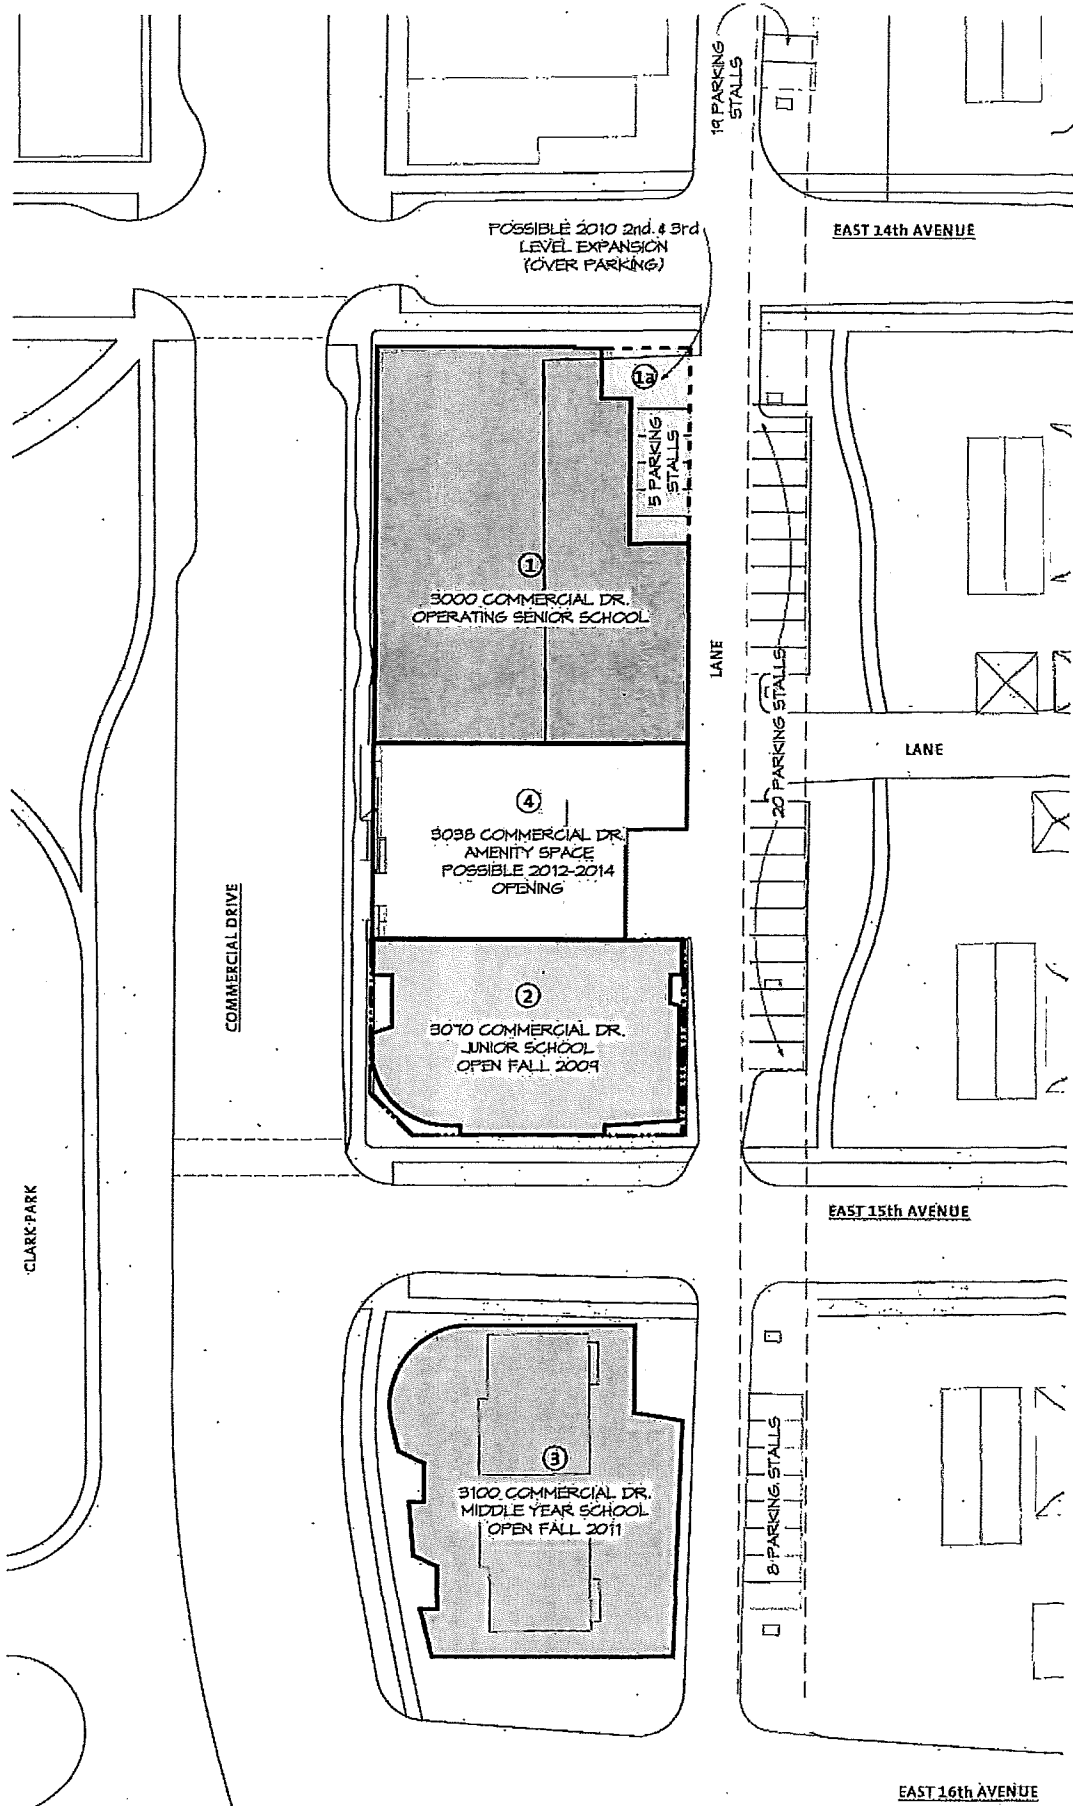 19 PARKING
STALLS
POSSIBLE 2010 2nd. & 3rd
LEVEL EXPANSION
(OVER PARKING)
EAST 14th AVENUE
1a
5 PARKING
STALLS
1
3000 COMMERCIAL DR.
OPERATING SENIOR SCHOOL
LANE
20 PARKING STALLS
LANE
4
3038 COMMERCIAL DR.
AMENITY SPACE
POSSIBLE 2012-2014
OPENING
COMMERCIAL DRIVE
2
3070 COMMERCIAL DR.
JUNIOR SCHOOL
OPEN FALL 2009
CLARK PARK
EAST 15th AVENUE
3
3100 COMMERCIAL DR.
MIDDLE YEAR SCHOOL
OPEN FALL 2011
8 PARKING STALLS
EAST 16th AVENUE